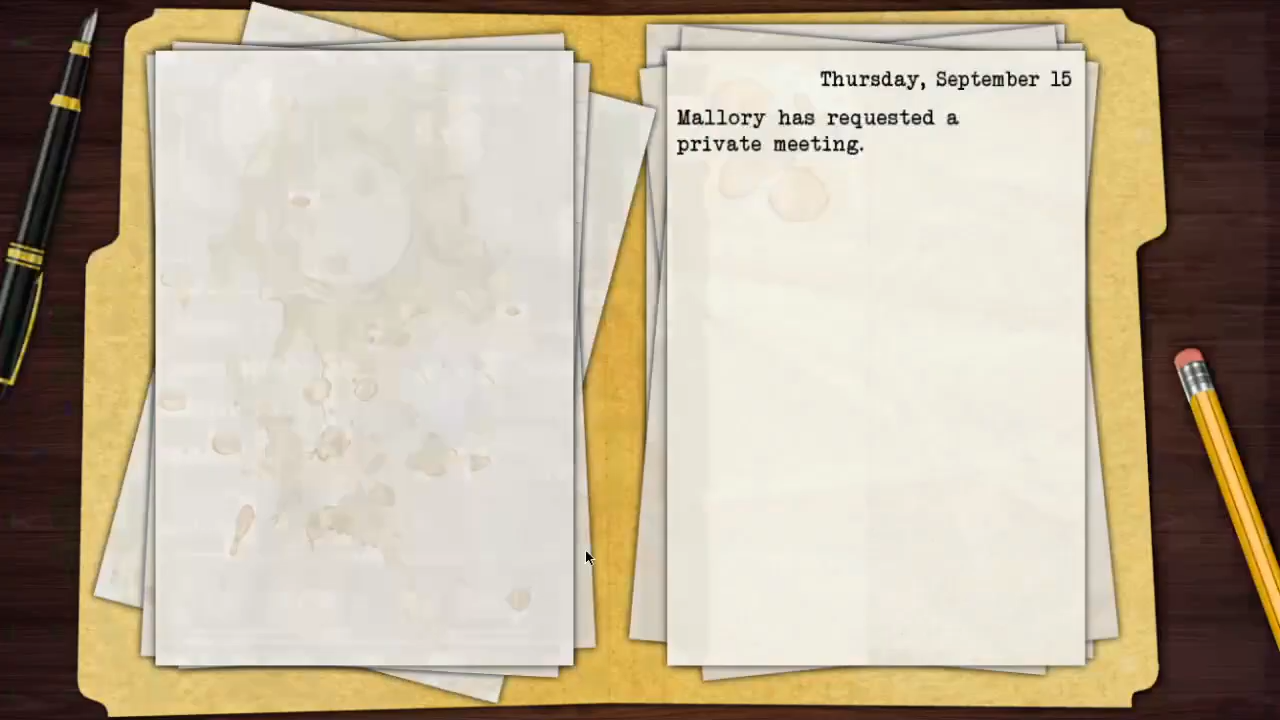 Thursday, September 15
Mallory has requested a
private meeting.